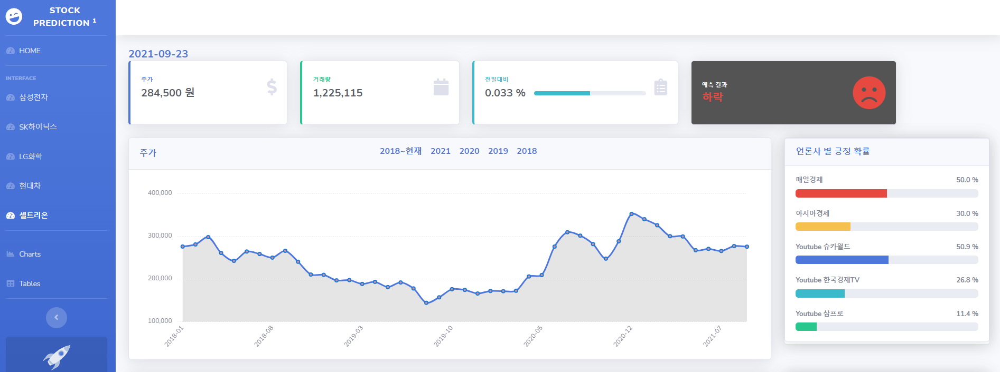 STOCK
PREDICTION 1
HOME
INTERFACE
삼성전자
SK하이닉스
LG화학
현대차
셀트리온
Charts
Tables
2021-09-23
주가
284,500 원
거래량
1,225,115
전일대비
0.033 %
예측 결과
하락
주가
2018~현재 2021 2020 2019 2018
400,000
300,000
200,000
100,000
2018-01 2018-08 2019-03 2019-10 2020-05 2020-12 2021-07
언론사 별 긍정 확률
매일경제 50.0 %
아시아경제 30.0 %
Youtube 슈카월드 50.9 %
Youtube 한국경제TV 26.8 %
Youtube 삼프로 11.4 %